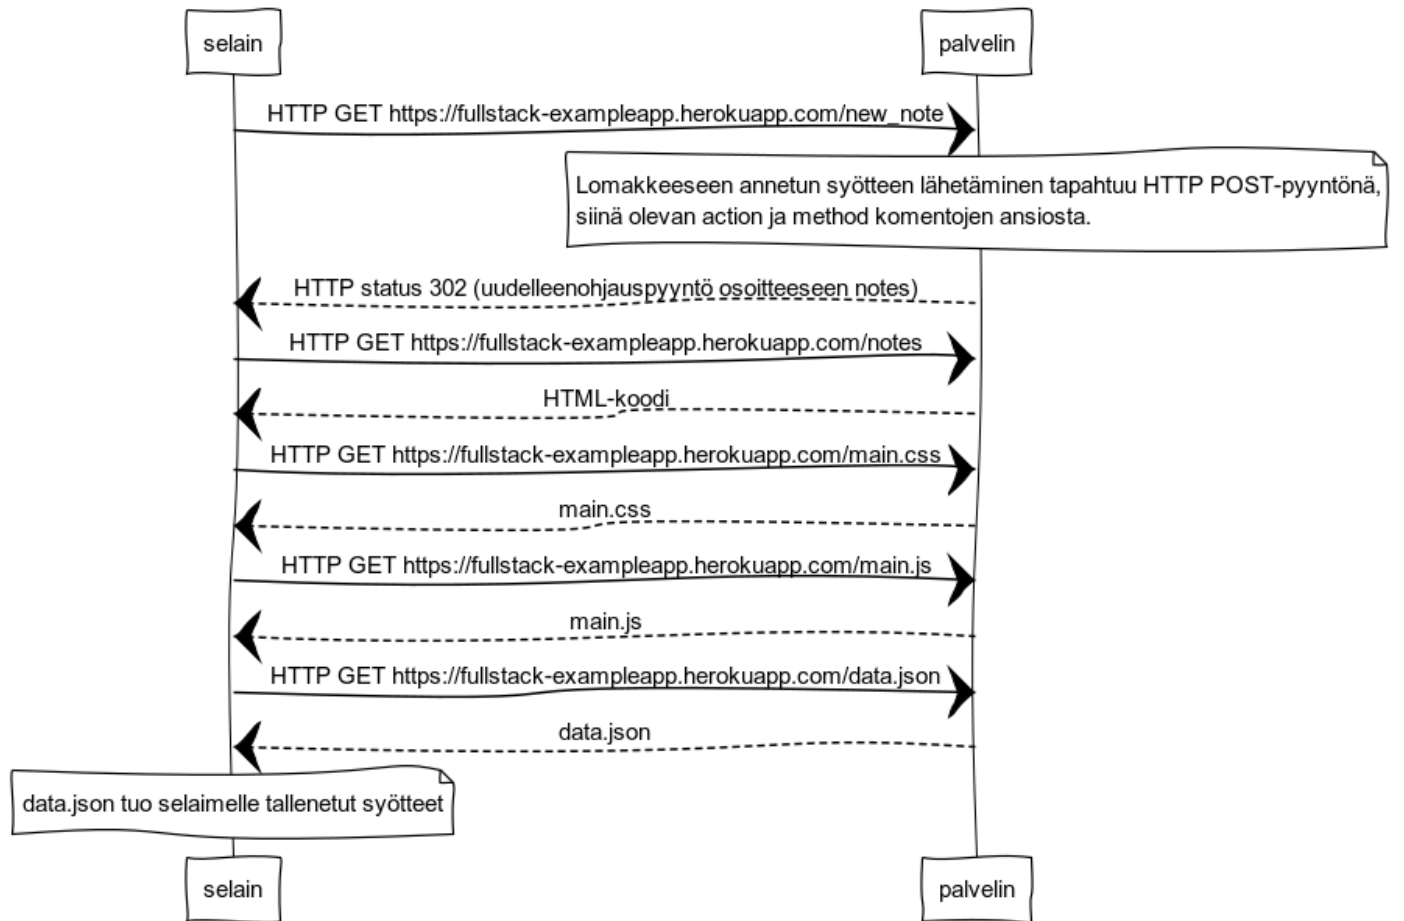 selain
palvelin
HTTP GET https://fullstack-exampleapp.herokuapp.com/new_note
Lomakkeeseen annetun syötteen lähetäminen tapahtuu HTTP POST-pyyntönä,
siinä olevan action ja method komentojen ansiosta.
HTTP status 302 (uudelleenohjauspyyntö osoitteeseen notes)
HTTP GET https://fullstack-exampleapp.herokuapp.com/notes
HTML-koodi
HTTP GET https://fullstack-exampleapp.herokuapp.com/main.css
main.css
HTTP GET https://fullstack-exampleapp.herokuapp.com/main.js
main.js
HTTP GET https://fullstack-exampleapp.herokuapp.com/data.json
data.json
data.json tuo selaimelle tallenetut syötteet
selain
palvelin